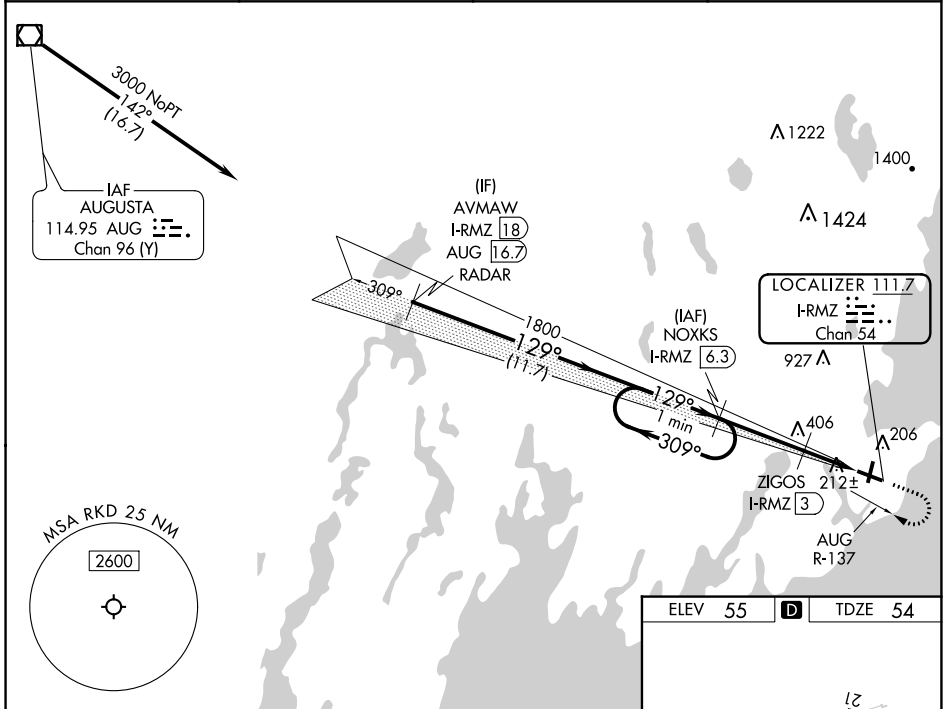 3000 NoPT
142°
(16.7)
IAF
AUGUSTA
114.95 AUG
Chan 96 (Y)
(IF)
AVMAW
I-RMZ 18
AUG 16.7
RADAR
309°
1800
129°
(11.7)
(IAF)
NOXKS
I-RMZ 6.3
129°
1 min
309°
1222
1400
1424
LOCALIZER 111.7
I-RMZ
Chan 54
927
406
206
ZIGOS
I-RMZ 3
212±
AUG
R-137
MSA RKD 25 NM
2600
ELEV 55 D TDZE 54
21